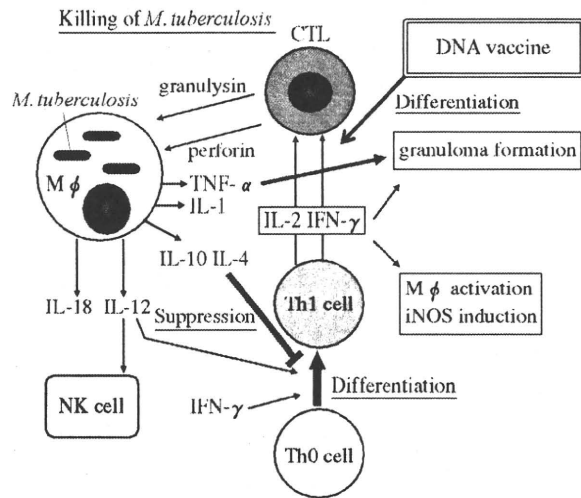 Killing of M. tuberculosis
CTL
DNA vaccine
granulysin
Differentiation
M. tuberculosis
perforin
granuloma formation
M ϕ
TNF- α
IL-1
IL-2 IFN-γ
IL-10 IL-4
M ϕ activation
iNOS induction
IL-18 IL-12
Suppression
Th1 cell
NK cell
IFN-γ
Differentiation
Th0 cell